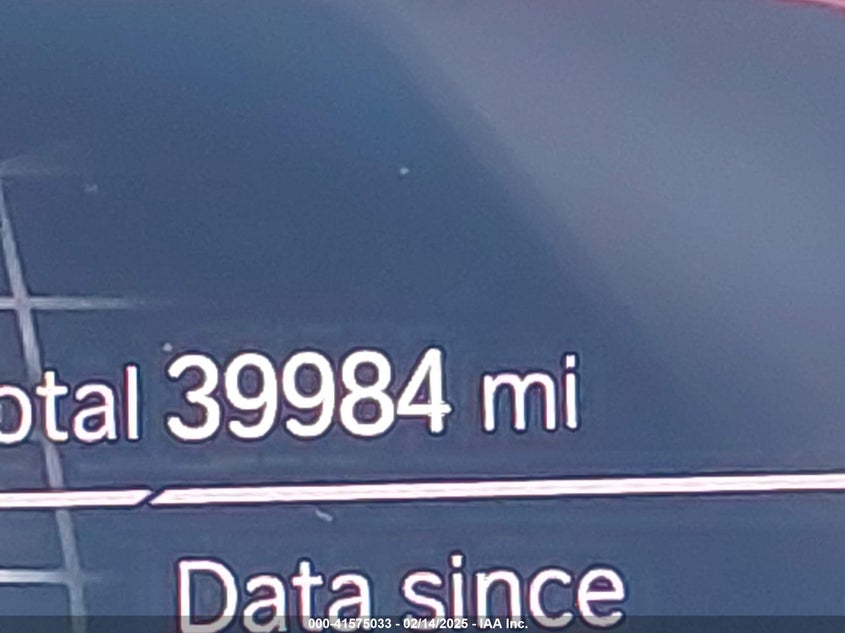 otal 39984 mi
Data since
000-41575033 - 02/14/2025 - IAA Inc.